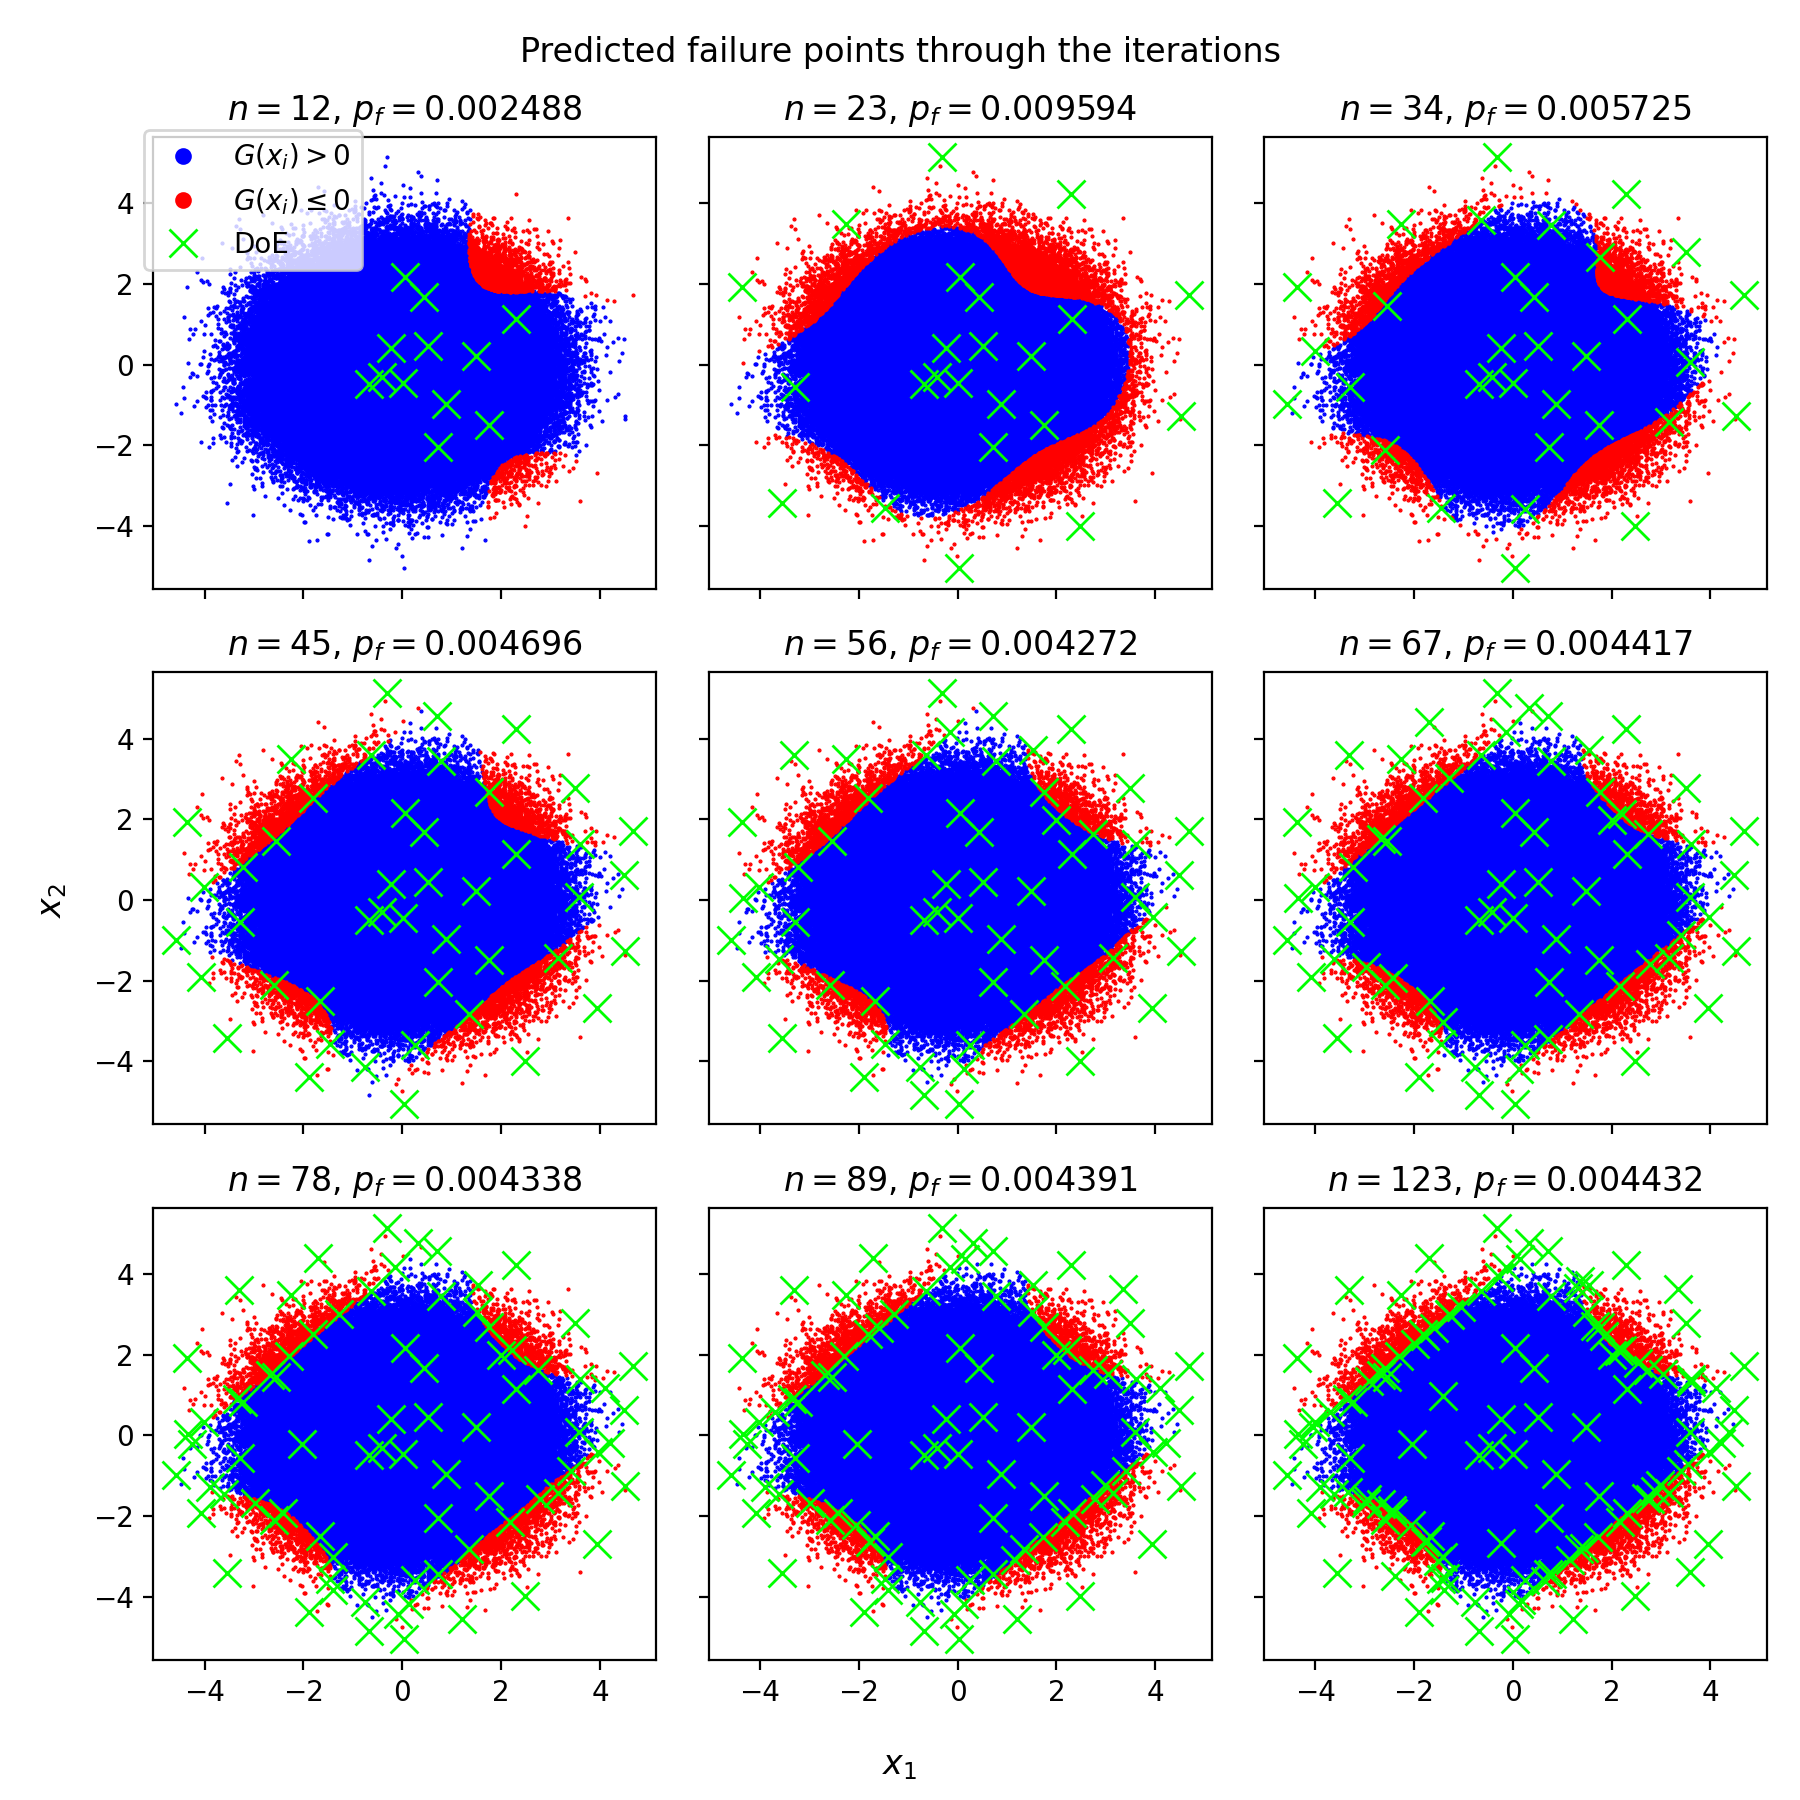 Predicted failure points through the iterations
n = 12, p_f = 0.002488
n = 23, p_f = 0.009594
n = 34, p_f = 0.005725
G(x_i) > 0
G(x_i) ≤ 0
DoE
4
2
0
−2
−4
n = 45, p_f = 0.004696
n = 56, p_f = 0.004272
n = 67, p_f = 0.004417
4
2
0
−2
−4
x_2
n = 78, p_f = 0.004338
n = 89, p_f = 0.004391
n = 123, p_f = 0.004432
4
2
0
−2
−4
−4 −2 0 2 4
−4 −2 0 2 4
−4 −2 0 2 4
x_1